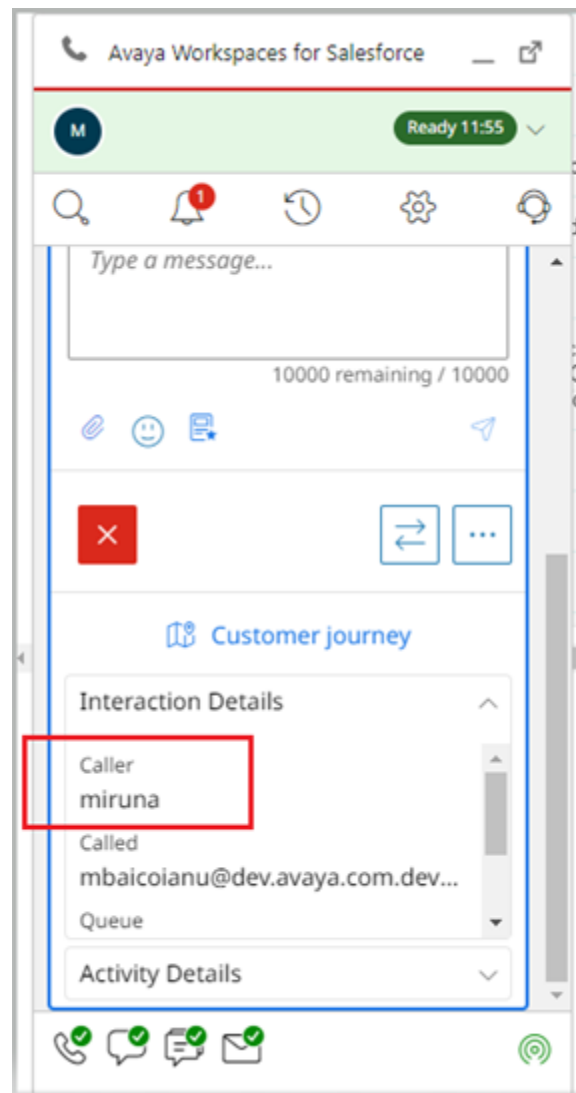 Avaya Workspaces for Salesforce
M
Ready 11:55
1
Type a message...
10000 remaining / 10000
Customer journey
Interaction Details
Caller
miruna
Called
mbaicoianu@dev.avaya.com.dev...
Queue
Activity Details